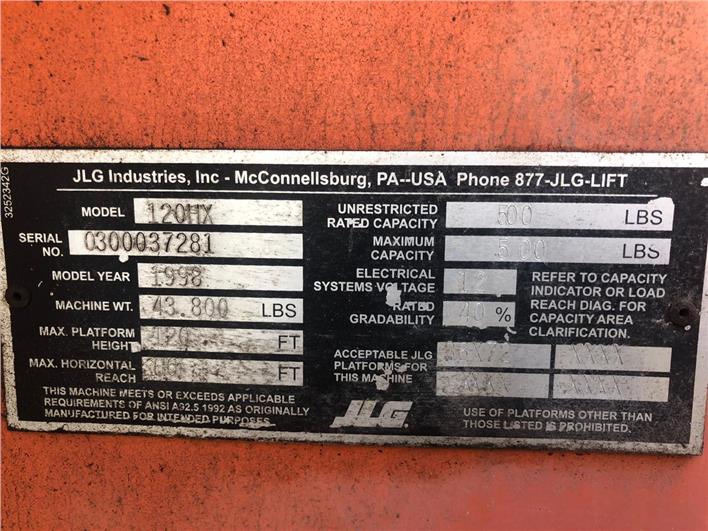 3252342G
JLG Industries, Inc - McConnellsburg, PA--USA Phone 877-JLG-LIFT
MODEL 120HX
SERIAL NO. 0300037281
MODEL YEAR 1998
MACHINE WT. 43.800 LBS
MAX. PLATFORM HEIGHT 120 FT
MAX. HORIZONTAL REACH FT
THIS MACHINE MEETS OR EXCEEDS APPLICABLE
REQUIREMENTS OF ANSI A92.5 1992 AS ORIGINALLY
MANUFACTURED FOR INTENDED PURPOSES.
UNRESTRICTED RATED CAPACITY 500 LBS
MAXIMUM CAPACITY 500 LBS
ELECTRICAL SYSTEMS VOLTAGE 12
RATED GRADABILITY 40 %
REFER TO CAPACITY
INDICATOR OR LOAD
REACH DIAG. FOR
CAPACITY AREA
CLARIFICATION.
ACCEPTABLE JLG
PLATFORMS FOR
THIS MACHINE
XXXX
XXXX
JLG
USE OF PLATFORMS OTHER THAN
THOSE LISTED IS PROHIBITED.